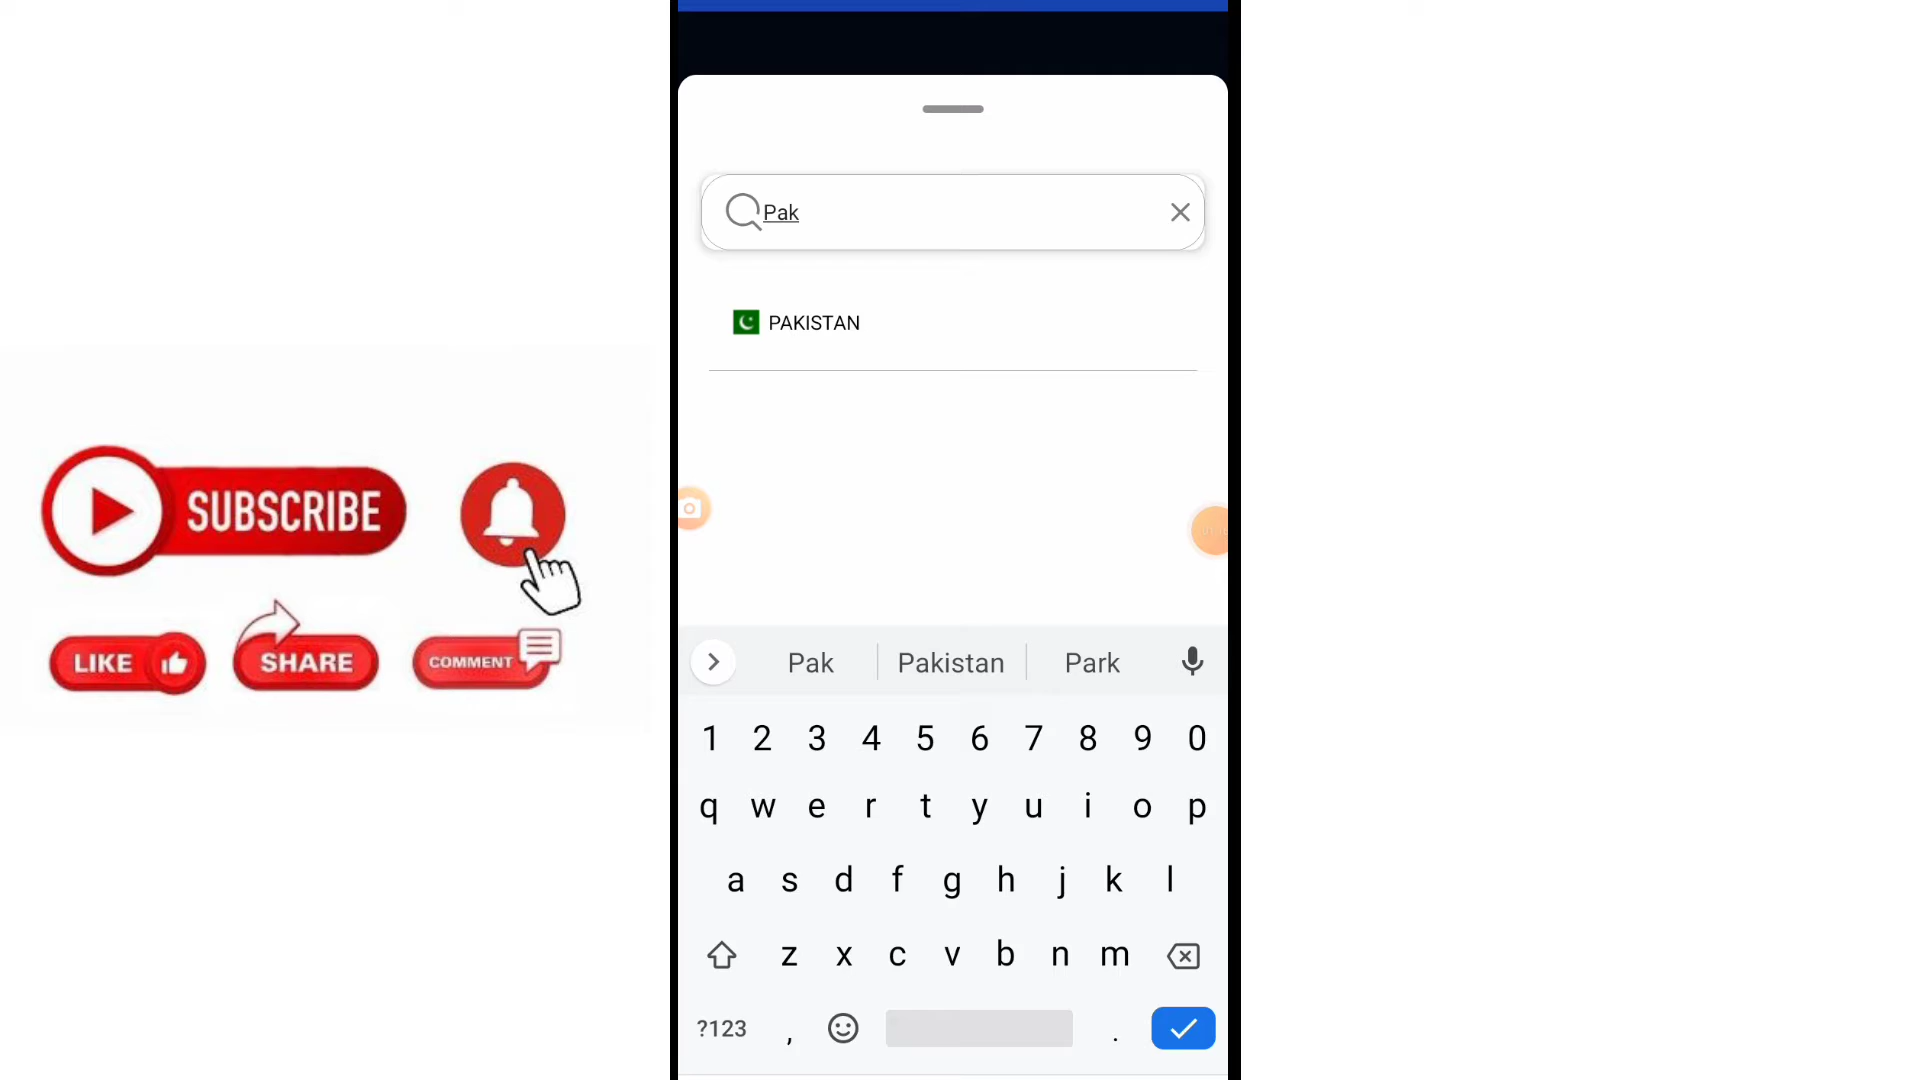 Pak
PAKISTAN
SUBSCRIBE
LIKE
SHARE
COMMENT
Pak Pakistan Park
1 2 3 4 5 6 7 8 9 0
q w e r t y u i o p
a s d f g h j k l
z x c v b n m
?123 , .